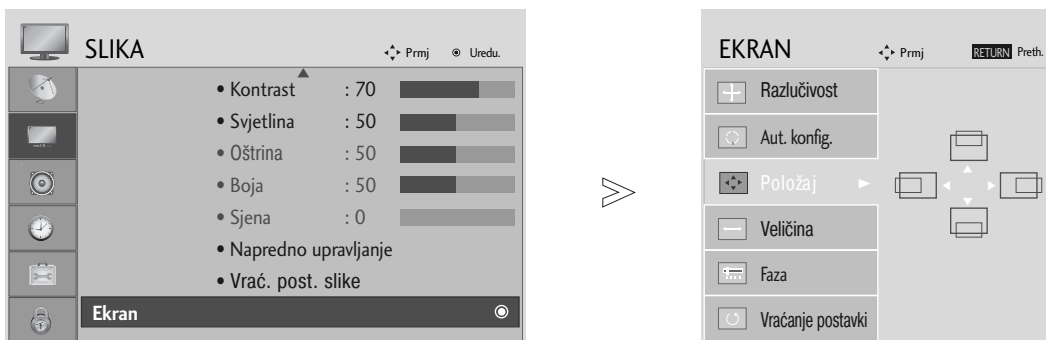 SLIKA
Prmj Uredu.
• Kontrast : 70
• Svjetlina : 50
• Oštrina : 50
• Boja : 50
• Sjena : 0
• Napredno upravljanje
• Vrać. post. slike
Ekran
EKRAN
Prmj RETURN Preth.
Razlučivost
Aut. konfig.
Položaj
Veličina
Faza
Vraćanje postavki